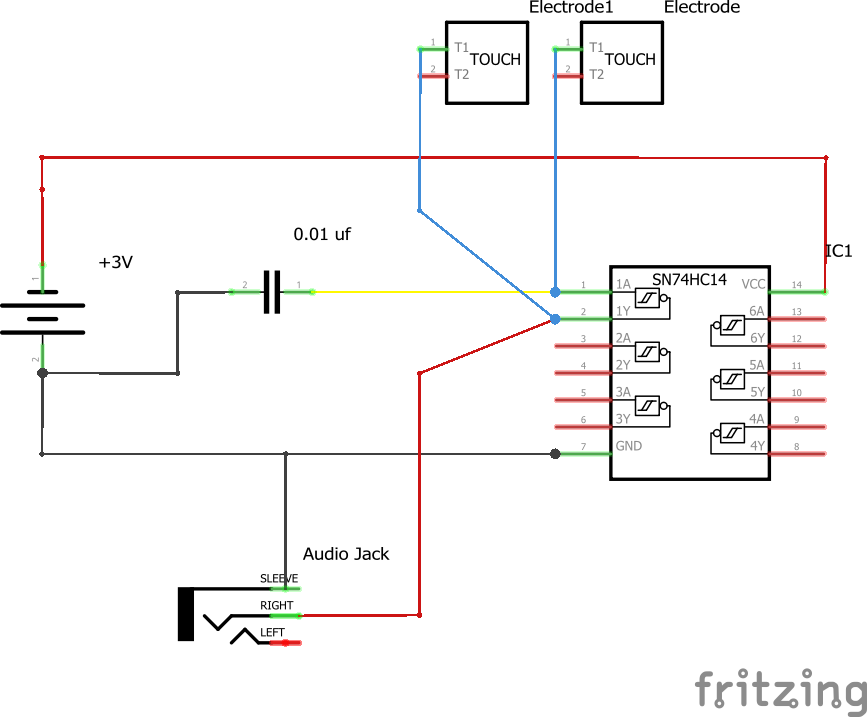 Electrode1 Electrode
1 T1 TOUCH
2 T2
1 T1 TOUCH
2 T2
0.01 uf
+3V
IC1
1
2
2 1
SN74HC14
1 1A VCC 14
2 1Y 6A 13
3 2A 6Y 12
4 2Y 5A 11
5 3A 5Y 10
6 3Y 4A 9
7 GND 4Y 8
Audio Jack
SLEEVE
RIGHT
LEFT
fritzing